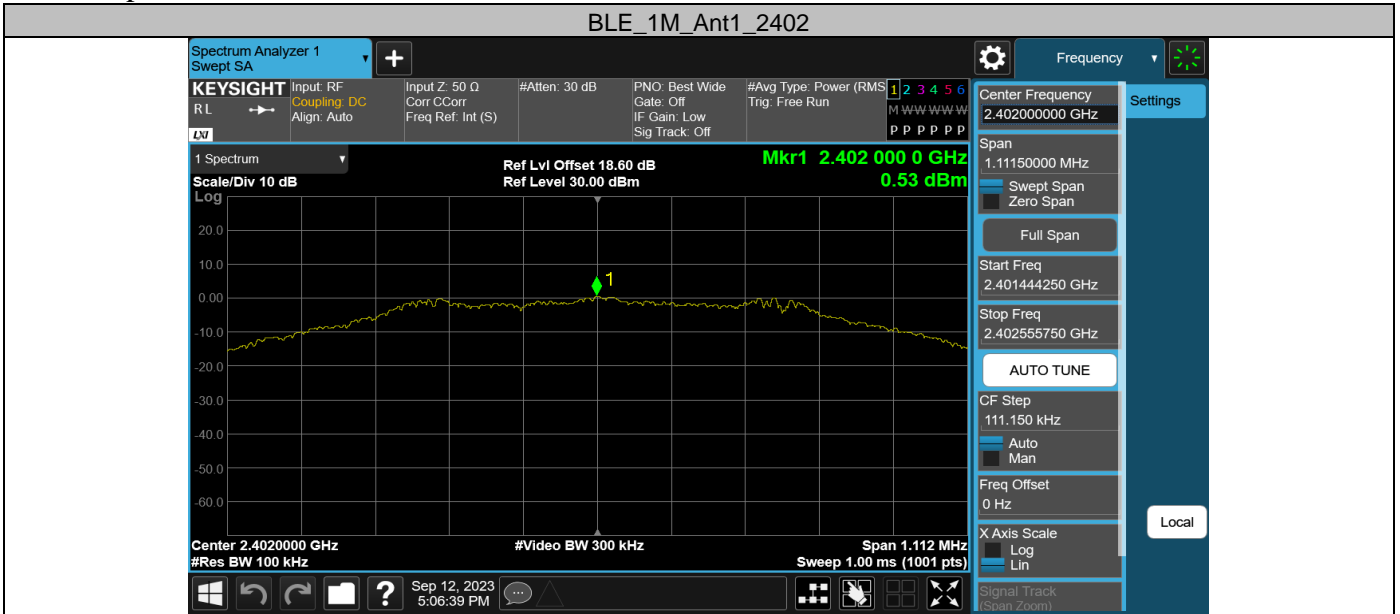 BLE_1M_Ant1_2402
Spectrum Analyzer 1
Swept SA
+
Frequency
KEYSIGHT
RL
LXI
Input: RF
Coupling: DC
Align: Auto
Input Z: 50 Ω
Corr CCorr
Freq Ref: Int (S)
#Atten: 30 dB
PNO: Best Wide
Gate: Off
IF Gain: Low
Sig Track: Off
#Avg Type: Power (RMS
Trig: Free Run
1 2 3 4 5 6
M W W W W W
P P P P P P
1 Spectrum
Scale/Div 10 dB
Log
Ref Lvl Offset 18.60 dB
Ref Level 30.00 dBm
Mkr1 2.402 000 0 GHz
0.53 dBm
1
20.0
10.0
0.00
-10.0
-20.0
-30.0
-40.0
-50.0
-60.0
Center 2.4020000 GHz
#Res BW 100 kHz
#Video BW 300 kHz
Span 1.112 MHz
Sweep 1.00 ms (1001 pts)
Center Frequency
2.402000000 GHz
Span
1.11150000 MHz
Swept Span
Zero Span
Full Span
Start Freq
2.401444250 GHz
Stop Freq
2.402555750 GHz
AUTO TUNE
CF Step
111.150 kHz
Auto
Man
Freq Offset
0 Hz
X Axis Scale
Log
Lin
Signal Track
(Span Zoom)
Settings
Local
?
Sep 12, 2023
5:06:39 PM